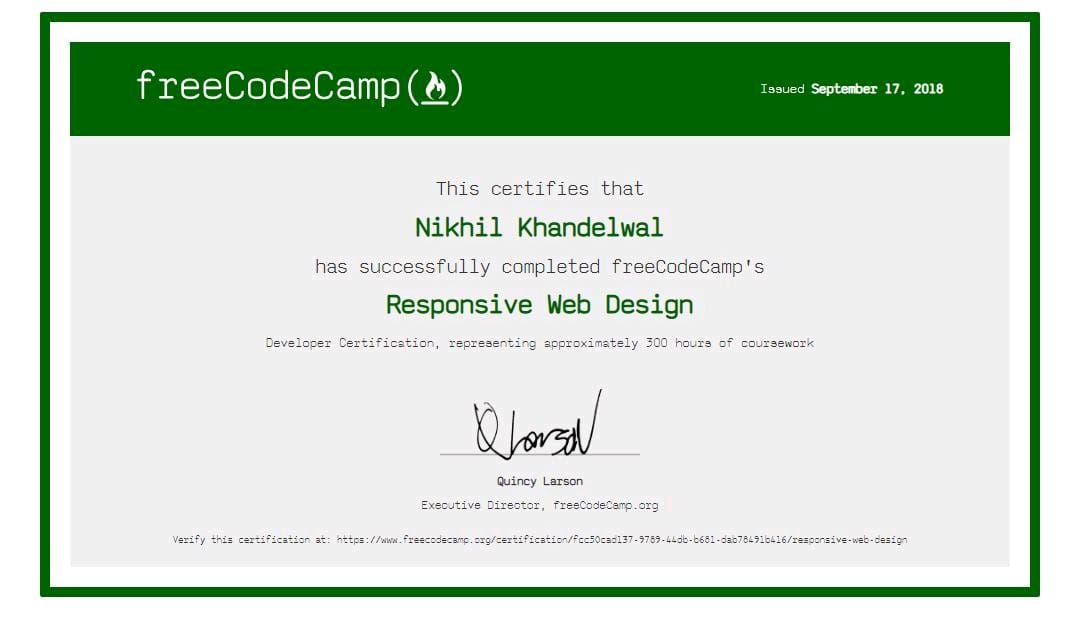 freeCodeCamp(🔥)
Issued September 17, 2018
This certifies that
Nikhil Khandelwal
has successfully completed freeCodeCamp's
Responsive Web Design
Developer Certification, representing approximately 300 hours of coursework
Q Larson
Quincy Larson
Executive Director, freeCodeCamp.org
Verify this certification at: https://www.freecodecamp.org/certification/fcc50cad137-9789-44db-b681-dab78491b416/responsive-web-design